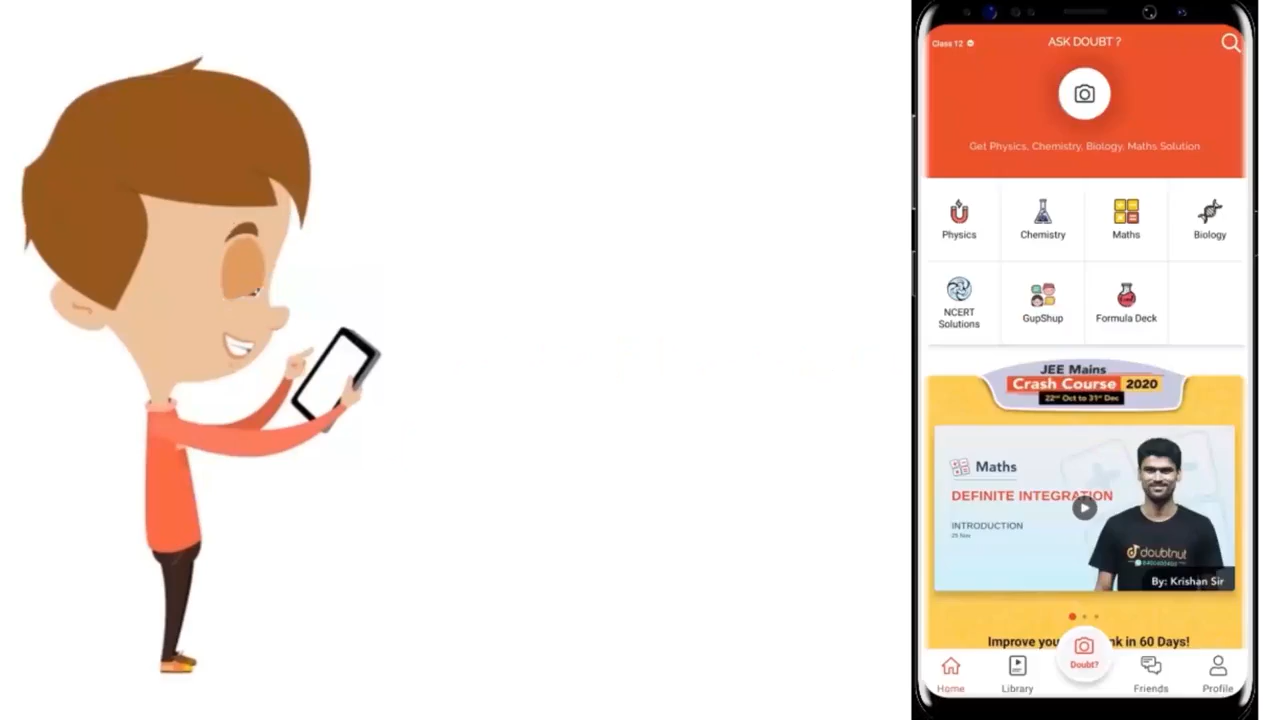 Class 12
ASK DOUBT ?
Get Physics, Chemistry, Biology, Maths Solution
Physics
Chemistry
Maths
Biology
NCERT
Solutions
GupShup
Formula Deck
JEE Mains
Crash Course 2020
22nd Oct to 31st Dec
Maths
DEFINITE INTEGRATION
INTRODUCTION
doubtnut
By: Krishan Sir
Improve you nk in 60 Days!
Doubt?
Home
Library
Friends
Profile